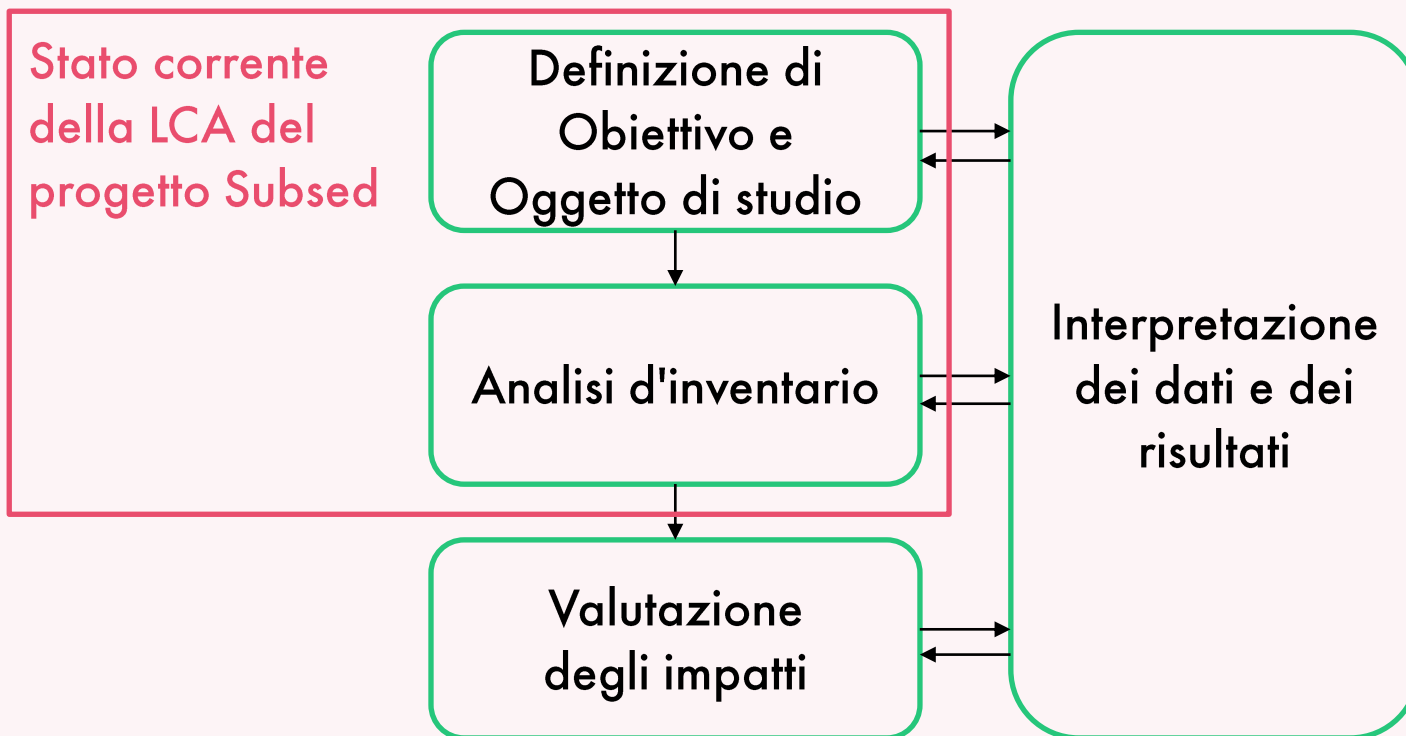 Stato corrente
della LCA del
progetto Subsed
Definizione di
Obiettivo e
Oggetto di studio
Analisi d'inventario
Valutazione
degli impatti
Interpretazione
dei dati e dei
risultati